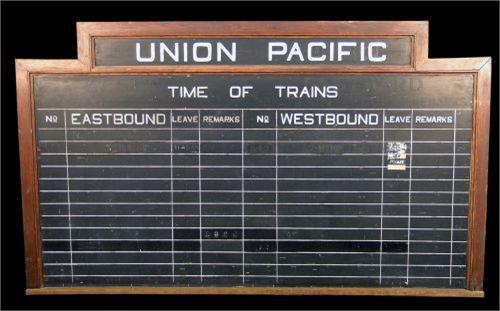 UNION PACIFIC
TIME OF TRAINS
Nº EASTBOUND LEAVE REMARKS Nº WESTBOUND LEAVE REMARKS